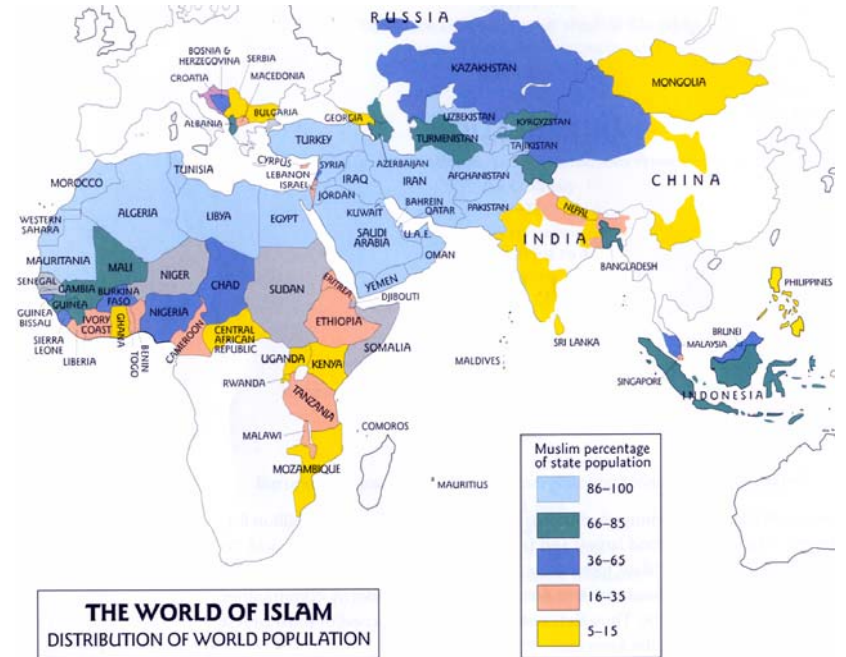 RUSSIA
BOSNIA &
HERZEGOVINA
SERBIA
CROATIA
MACEDONIA
KAZAKHSTAN
MONGOLIA
BULGARIA
GEORGIA
ALBANIA
UZBEKISTAN
KYRGYZSTAN
TURKEY
TURMENISTAN
TAJIKISTAN
CYRPUS
SYRIA
AZERBAIJAN
TUNISIA
LEBANON
ISRAEL
IRAQ
IRAN
AFGHANISTAN
CHINA
MOROCCO
JORDAN
ALGERIA
LIBYA
EGYPT
KUWAIT
BAHREIN
QATAR
PAKISTAN
NEPAL
WESTERN
SAHARA
SAUDI
ARABIA
U.A.E.
INDIA
OMAN
MAURITANIA
MALI
NIGER
CHAD
SUDAN
ERITREA
YEMEN
BANGLADESH
SENEGAL
GAMBIA
BURKINA
FASO
DJIBOUTI
PHILIPPINES
GUINEA
GUINEA
BISSAU
IVORY
COAST
GHANA
NIGERIA
CAMEROON
CENTRAL
AFRICAN
REPUBLIC
ETHIOPIA
SOMALIA
SIERRA
LEONE
LIBERIA
TOGO
BENIN
UGANDA
KENYA
MALDIVES
SRI LANKA
BRUNEI
MALAYSIA
RWANDA
SINGAPORE
INDONESIA
TANZANIA
MALAWI
COMOROS
MOZAMBIQUE
MAURITIUS
Muslim percentage
of state population
86–100
66–85
36–65
16–35
5–15
THE WORLD OF ISLAM
DISTRIBUTION OF WORLD POPULATION